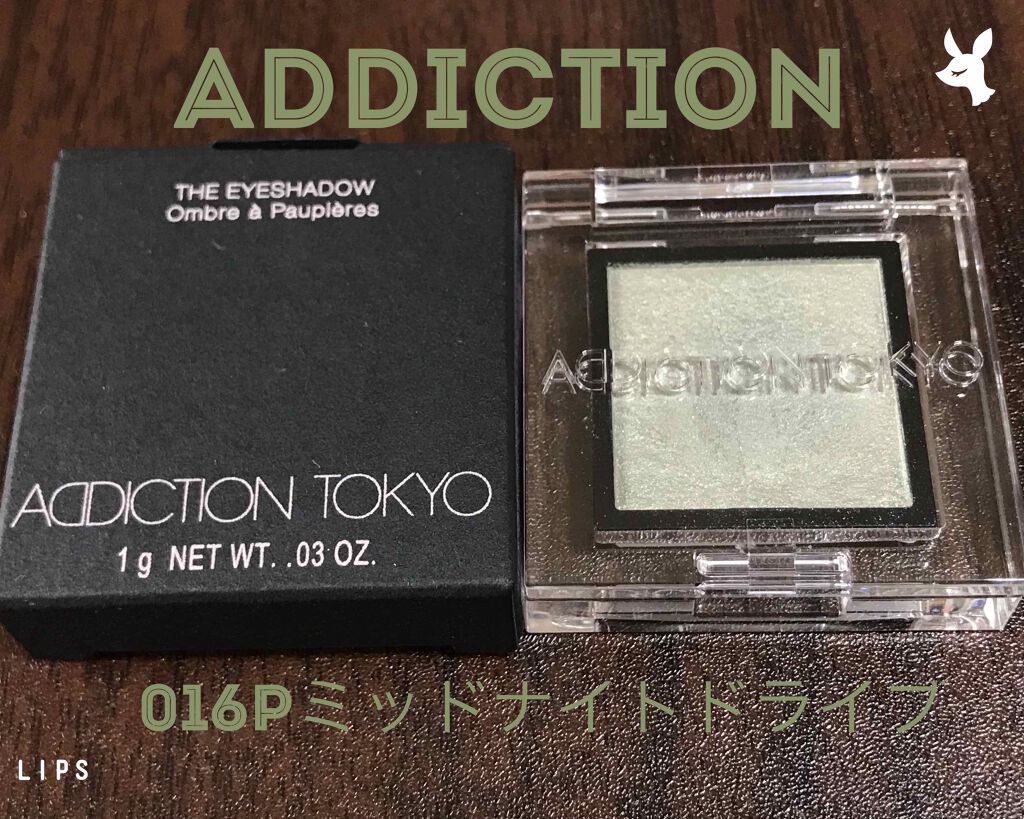 ADDICTION
THE EYESHADOW
Ombre à Paupières
ADDICTION TOKYO
ADDICTION TOKYO
1 g NET WT. .03 OZ.
016Pミッドナイトドライブ
LIPS